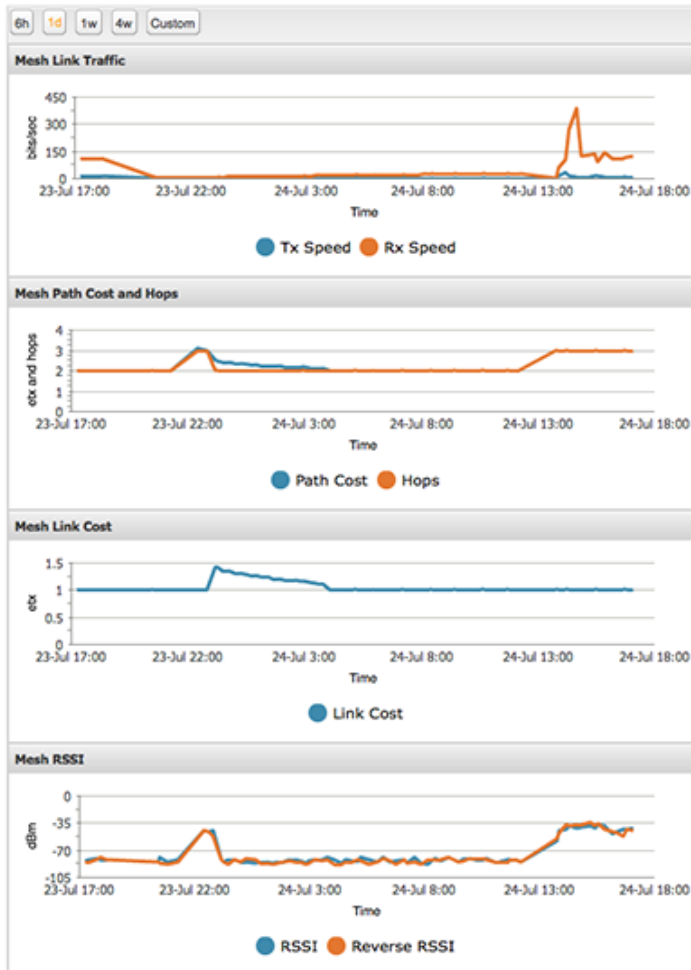 6h 1d 1w 4w Custom
Mesh Link Traffic
450
300
150
0
bits/sec
23-Jul 17:00 23-Jul 22:00 24-Jul 3:00 24-Jul 8:00 24-Jul 13:00 24-Jul 18:00
Time
Tx Speed Rx Speed
Mesh Path Cost and Hops
4
3
2
1
0
etx and hops
23-Jul 17:00 23-Jul 22:00 24-Jul 3:00 24-Jul 8:00 24-Jul 13:00 24-Jul 18:00
Time
Path Cost Hops
Mesh Link Cost
1.5
1
0.5
0
etx
23-Jul 17:00 23-Jul 22:00 24-Jul 3:00 24-Jul 8:00 24-Jul 13:00 24-Jul 18:00
Time
Link Cost
Mesh RSSI
0
-35
-70
-105
dBm
23-Jul 17:00 23-Jul 22:00 24-Jul 3:00 24-Jul 8:00 24-Jul 13:00 24-Jul 18:00
Time
RSSI Reverse RSSI